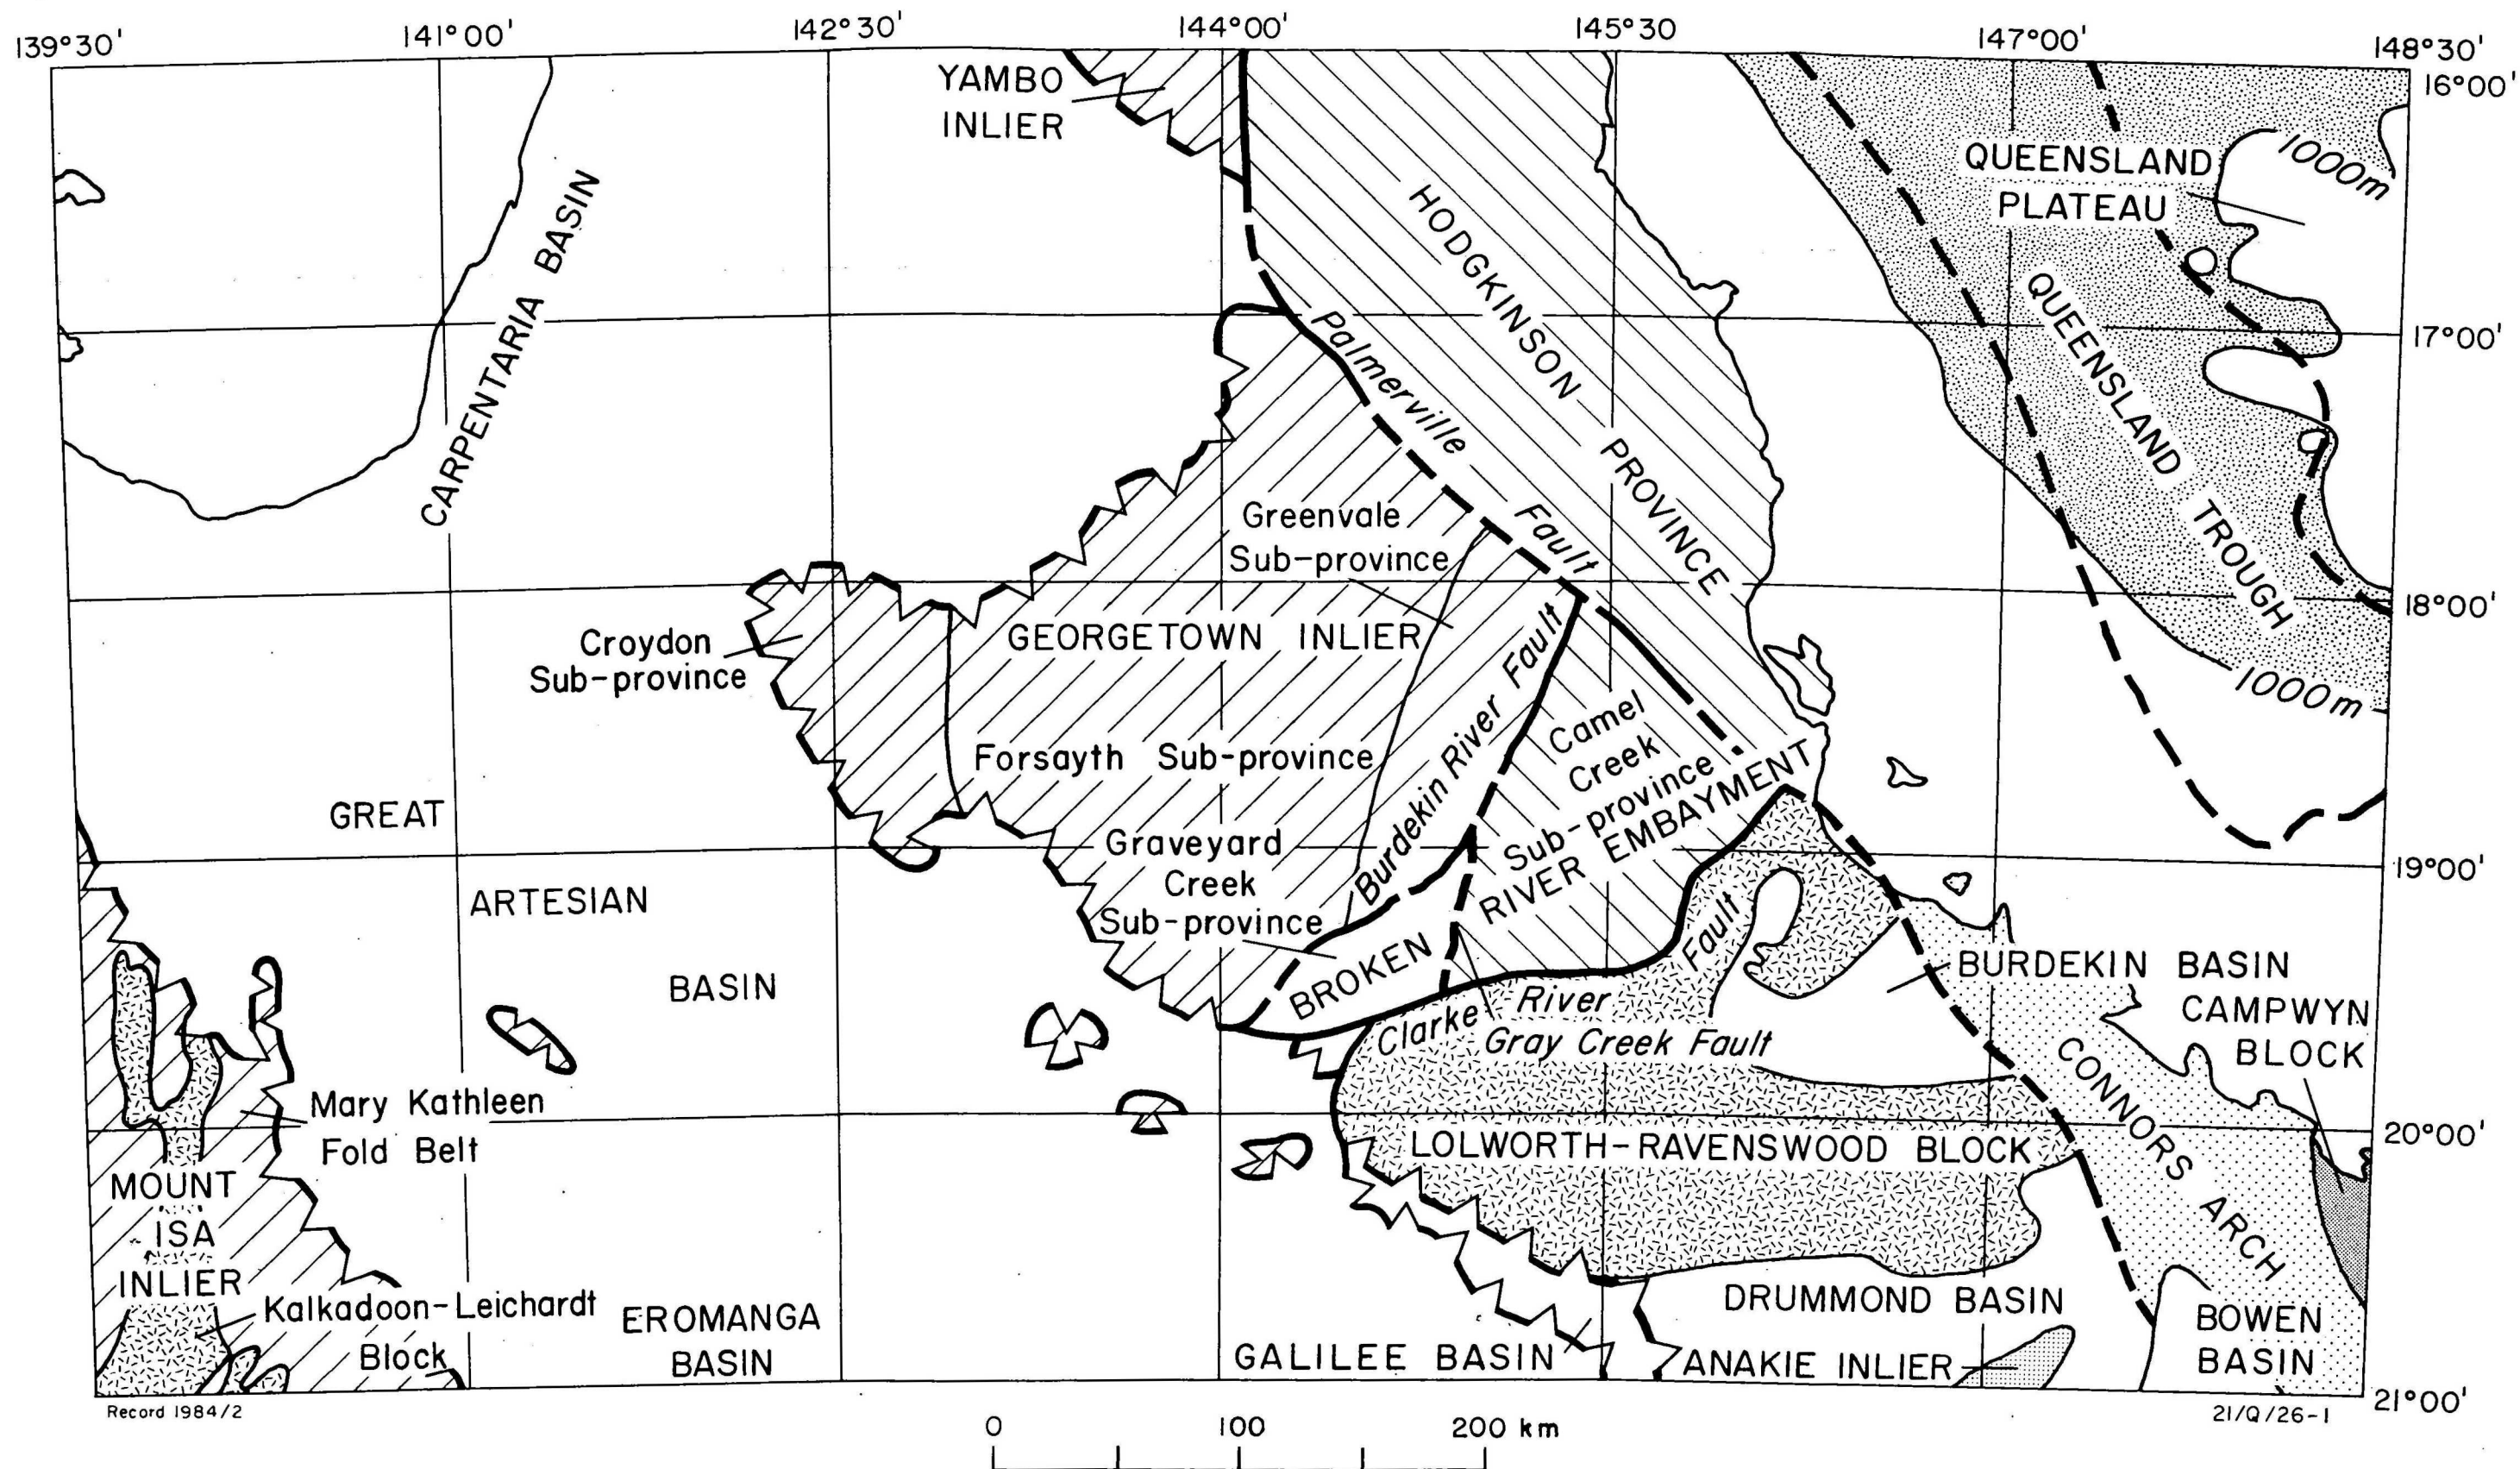 139°30'
141°00'
142°30'
144°00'
145°30
147°00'
148°30'
16°00'
17°00'
18°00'
19°00'
20°00'
21°00'
YAMBO
INLIER
CARPENTARIA BASIN
HODGKINSON PROVINCE
QUEENSLAND
PLATEAU
1000m
QUEENSLAND TROUGH
1000m
Palmerville Fault
Greenvale
Sub-province
GEORGETOWN INLIER
Croydon
Sub-province
Forsayth Sub-province
Burdekin River Fault
Camel
Creek
Sub-province
Graveyard
Creek
Sub-province
BROKEN RIVER EMBAYMENT
Clarke River Fault
Gray Creek Fault
GREAT
ARTESIAN
BASIN
BURDEKIN BASIN
CAMPWYN
BLOCK
CONNORS ARCH
LOLWORTH-RAVENSWOOD BLOCK
Mary Kathleen
Fold Belt
MOUNT
ISA
INLIER
Kalkadoon-Leichardt
Block
EROMANGA
BASIN
GALILEE BASIN
DRUMMOND BASIN
ANAKIE INLIER
BOWEN
BASIN
Record 1984/2
21/Q/26-1
0 100 200 km